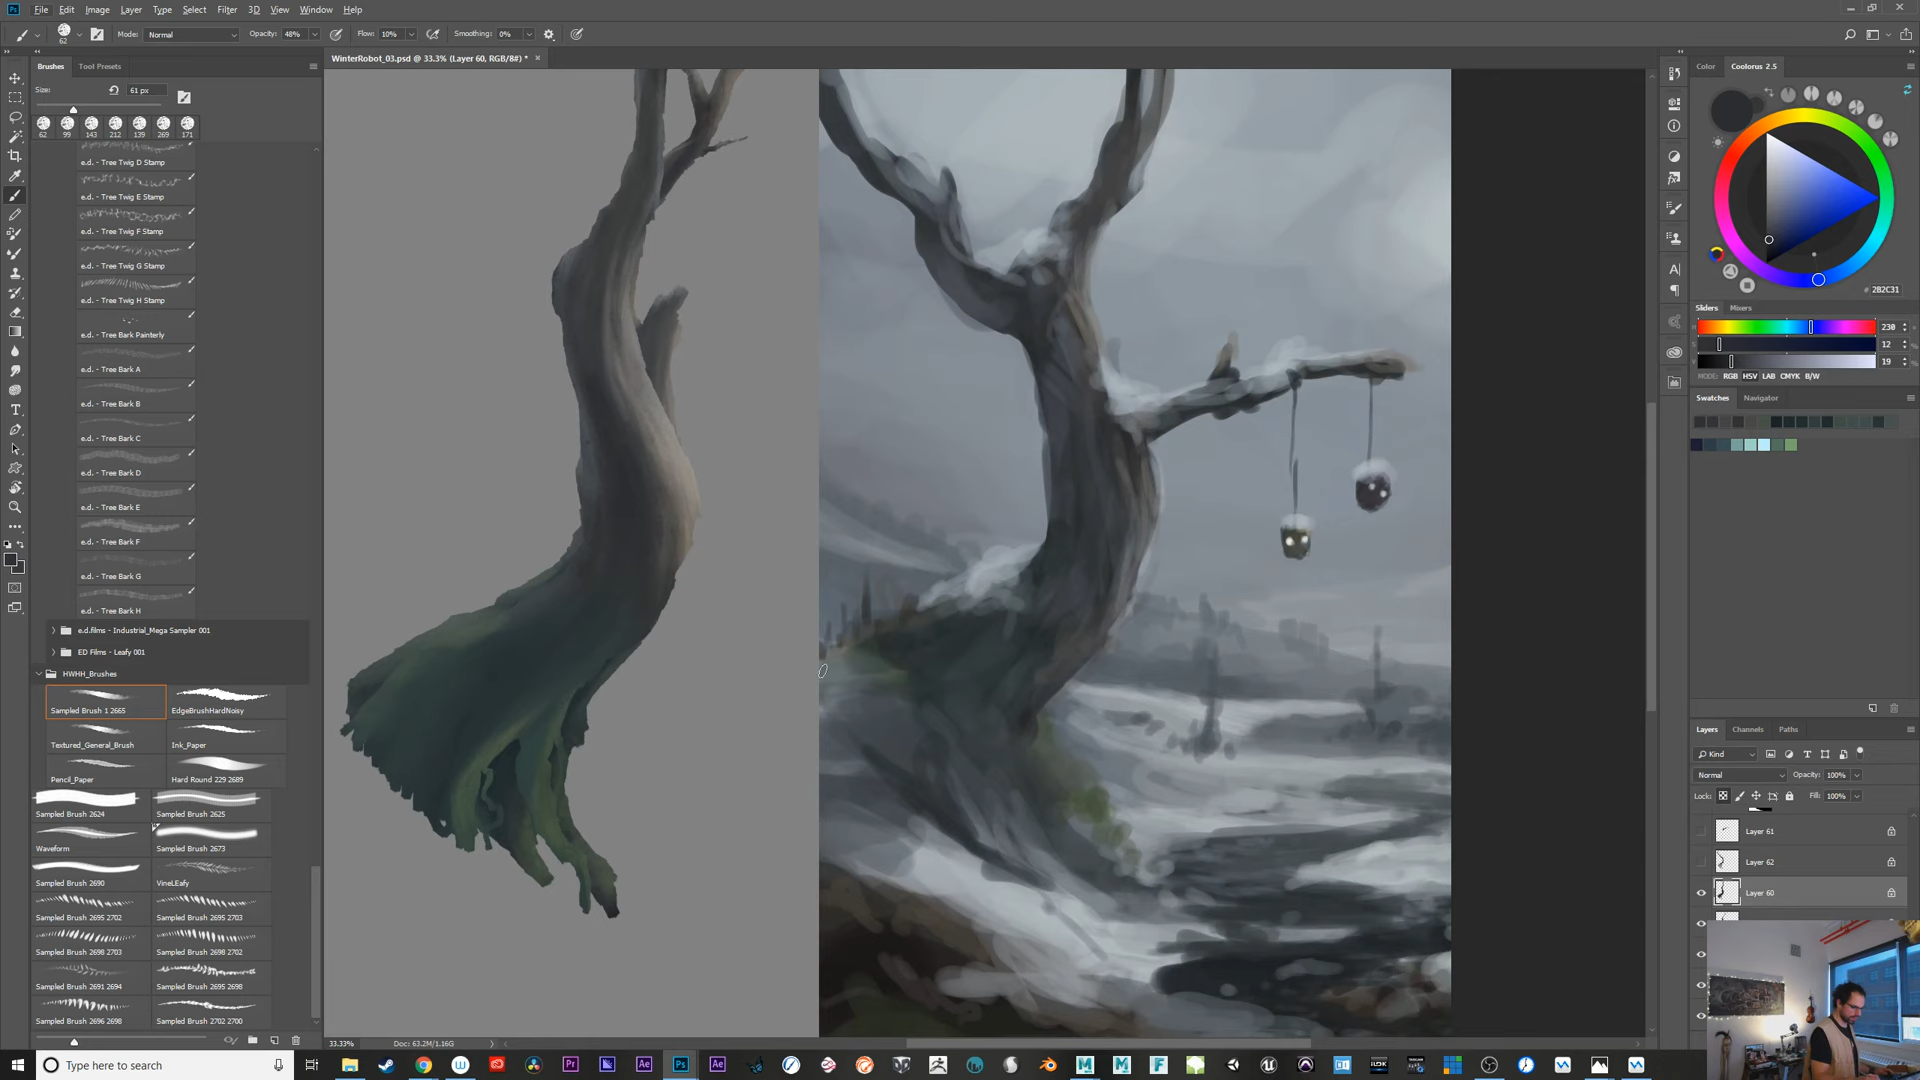 File Edit Image Layer Type Select Filter 3D View Window Help
62 Mode: Normal Opacity: 48% Flow: 10% Smoothing: 0%
Brushes Tool Presets
WinterRobot_03.psd @ 33.3% (Layer 60, RGB/8#) *
Color Coolorus 2.5
Size: 61 px
62 99 143 212 139 269 171
e.d. - Tree Twig D Stamp
e.d. - Tree Twig E Stamp
e.d. - Tree Twig F Stamp
e.d. - Tree Twig G Stamp
e.d. - Tree Twig H Stamp
e.d. - Tree Bark Painterly
e.d. - Tree Bark A
e.d. - Tree Bark B
e.d. - Tree Bark C
e.d. - Tree Bark D
e.d. - Tree Bark E
e.d. - Tree Bark F
e.d. - Tree Bark G
e.d. - Tree Bark H
e.d.films - Industrial_Mega Sampler 001
ED Films - Leafy 001
HWHH_Brushes
Sampled Brush 1 2665 EdgeBrushHardNoisy
Textured_General_Brush Ink_Paper
Pencil_Paper Hard Round 229 2689
Sampled Brush 2624 Sampled Brush 2625
Waveform Sampled Brush 2673
Sampled Brush 2690 VineLEafy
Sampled Brush 2695 2702 Sampled Brush 2695 2703
Sampled Brush 2698 2703 Sampled Brush 2698 2702
Sampled Brush 2691 2694 Sampled Brush 2695 2698
Sampled Brush 2696 2698 Sampled Brush 2702 2700
# 2B2C31
Sliders Mixers
H 230
S 12 %
V 19 %
MODE: RGB HSV LAB CMYK B/W
Swatches Navigator
Layers Channels Paths
Kind
Normal Opacity: 100%
Lock: Fill: 100%
Layer 61
Layer 62
Layer 60
33.33% Doc: 63.2M/1.16G
Type here to search